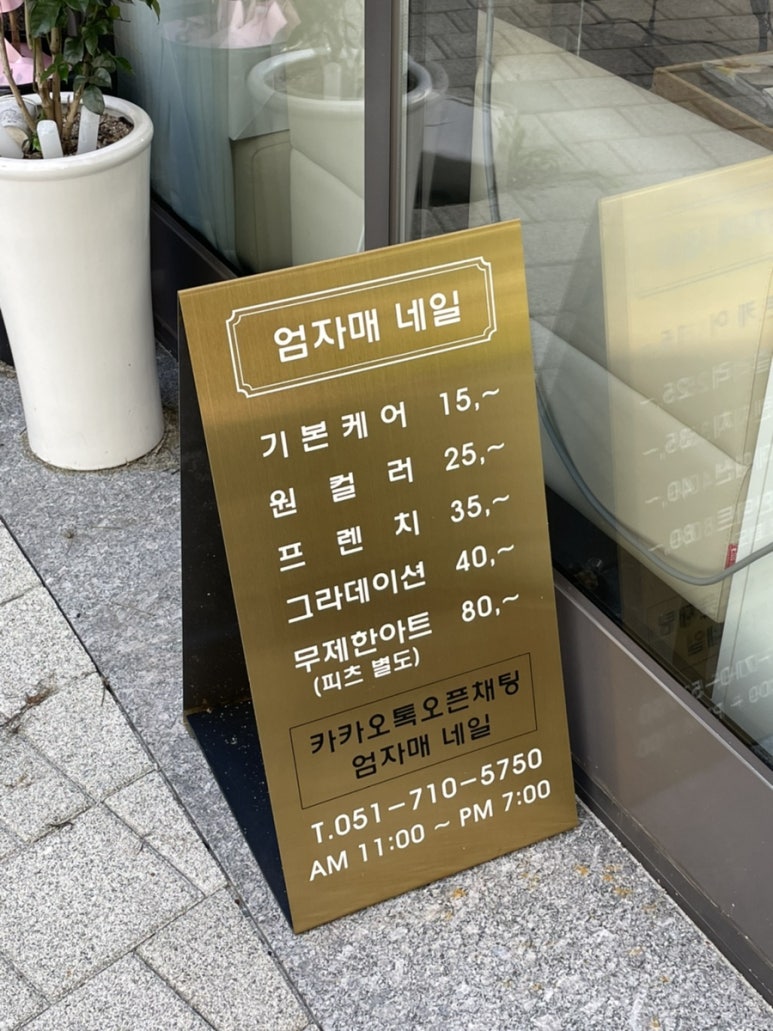 엄자매 네일
기본케어 15,~
원컬러 25,~
프렌치 35,~
그라데이션 40,~
무제한아트 80,~
(피츠 별도)
카카오톡오픈채팅
엄자매 네일
T.051-710-5750
AM 11:00 ~ PM 7:00